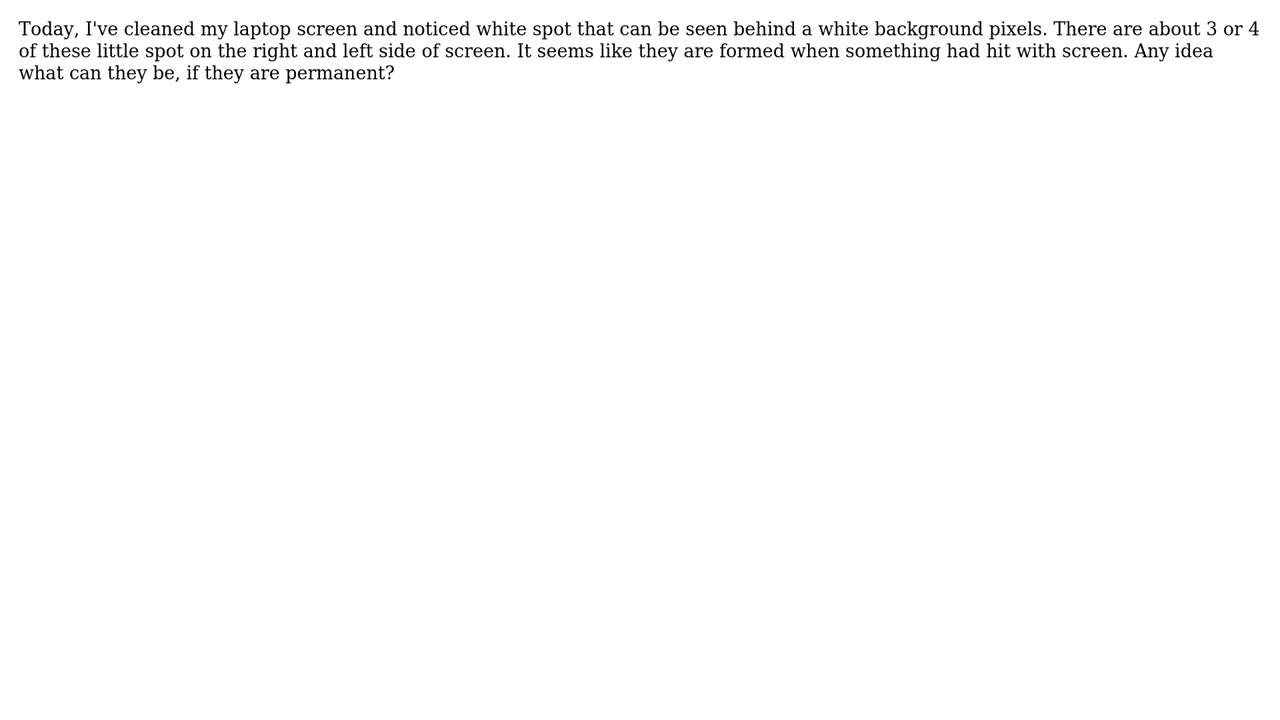 Today, I've cleaned my laptop screen and noticed white spot that can be seen behind a white background pixels. There are about 3 or 4
of these little spot on the right and left side of screen. It seems like they are formed when something had hit with screen. Any idea
what can they be, if they are permanent?